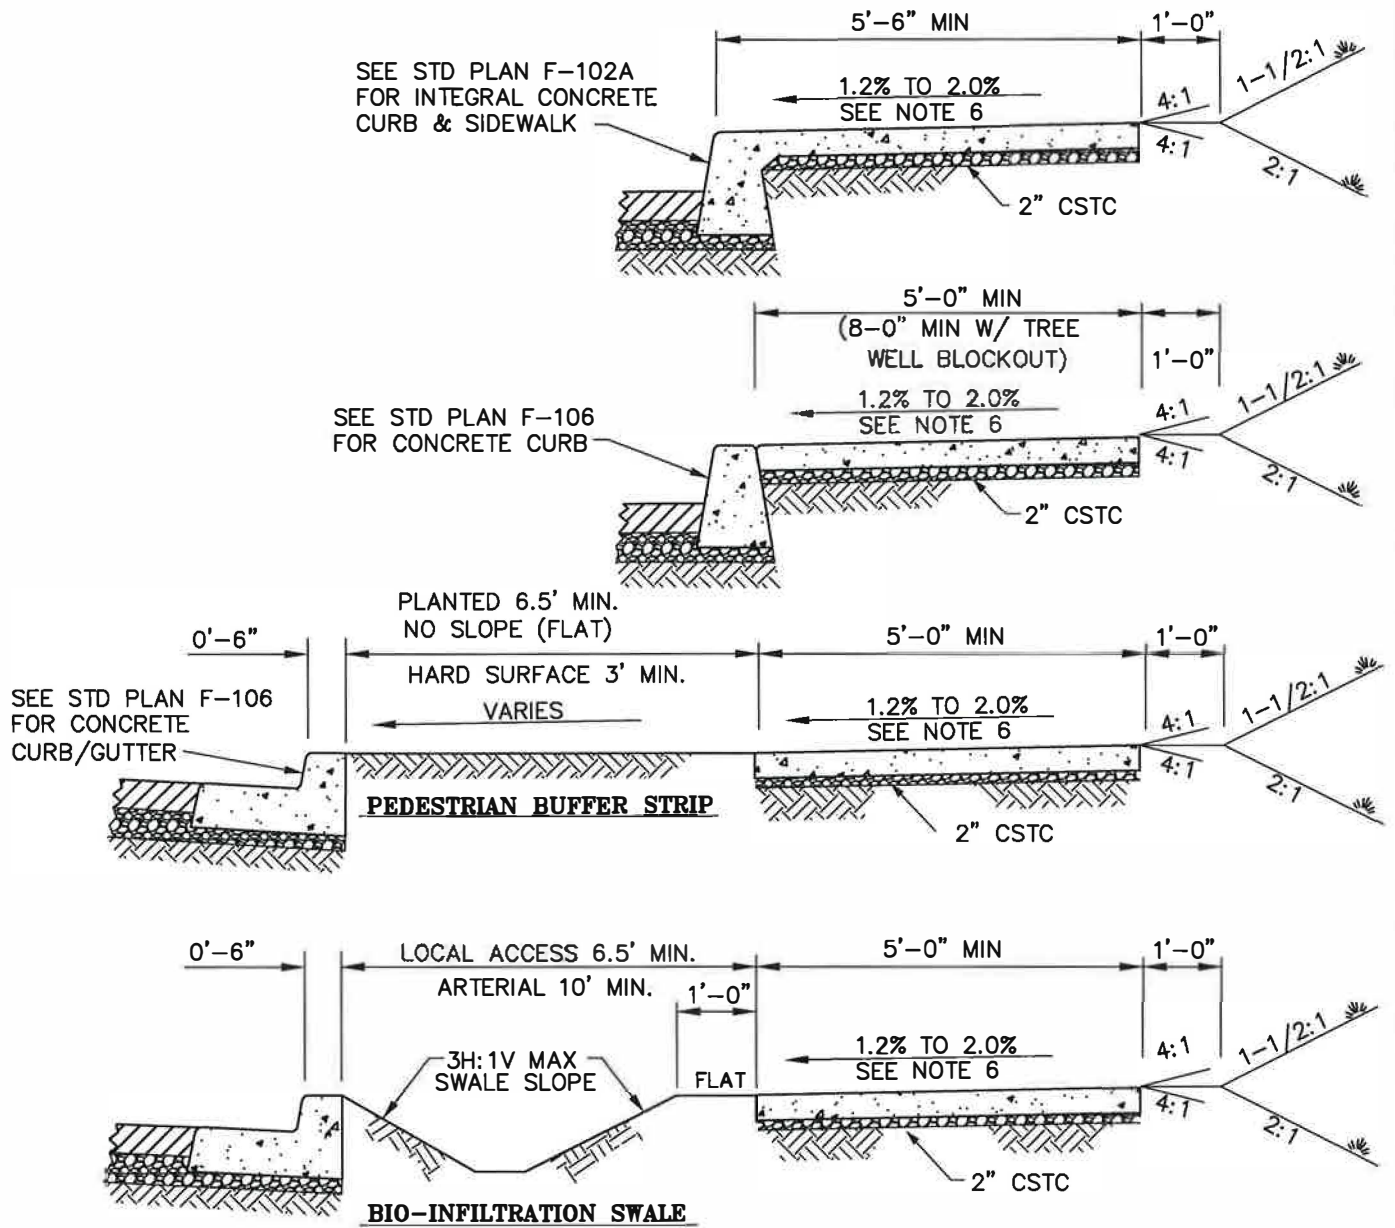 5'-6" MIN
1'-0"
SEE STD PLAN F-102A
FOR INTEGRAL CONCRETE
CURB & SIDEWALK
1.2% TO 2.0%
SEE NOTE 6
4:1
4:1
1-1/2:1
2:1
2" CSTC
5'-0" MIN
(8-0" MIN W/ TREE
WELL BLOCKOUT)
1'-0"
SEE STD PLAN F-106
FOR CONCRETE CURB
1.2% TO 2.0%
SEE NOTE 6
4:1
4:1
1-1/2:1
2:1
2" CSTC
0'-6"
PLANTED 6.5' MIN.
NO SLOPE (FLAT)
HARD SURFACE 3' MIN.
VARIES
5'-0" MIN
1'-0"
SEE STD PLAN F-106
FOR CONCRETE
CURB/GUTTER
1.2% TO 2.0%
SEE NOTE 6
4:1
4:1
1-1/2:1
2:1
PEDESTRIAN BUFFER STRIP
2" CSTC
0'-6"
LOCAL ACCESS 6.5' MIN.
ARTERIAL 10' MIN.
1'-0"
5'-0" MIN
1'-0"
3H:1V MAX
SWALE SLOPE
FLAT
1.2% TO 2.0%
SEE NOTE 6
4:1
4:1
1-1/2:1
2:1
2" CSTC
BIO-INFILTRATION SWALE